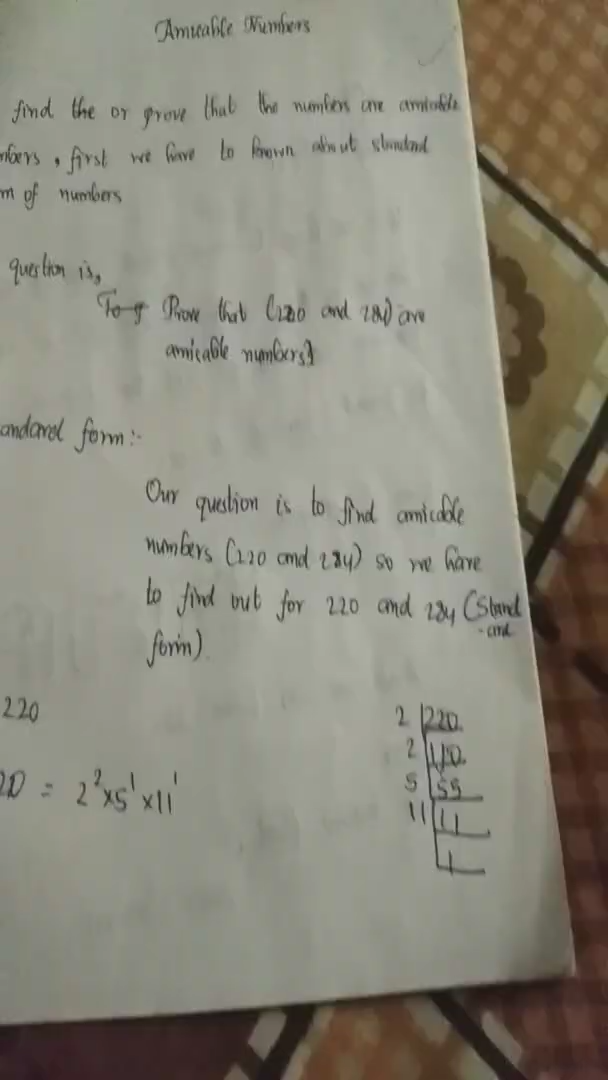 Amicable Numbers
find the or prove that the numbers are amicable
mbers, first we have to known about standard
m of numbers
question is,
Prove that (220 and 284) are
amicable numbers}
andard form:-
Our question is to find amicable
numbers (220 and 284) so we have
to find out for 220 and 284 (Stand
-ard
form).
220
20 = 2²×5¹×11¹
2 220
2 110
5 55
11 11
1